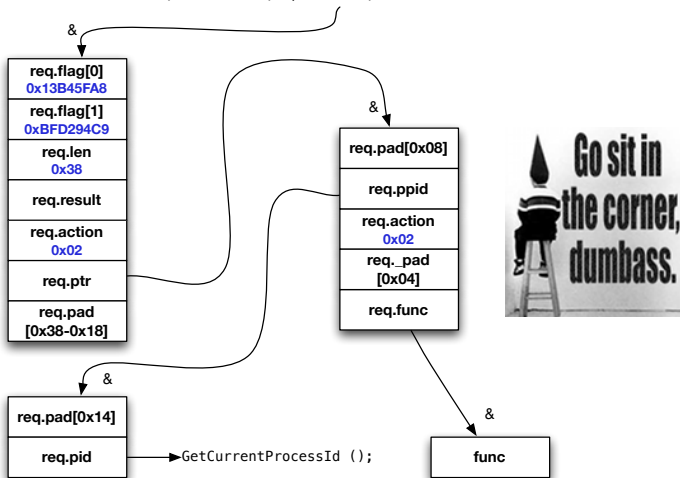 &
req.flag[0]
0x13B45FA8
req.flag[1]
0xBFD294C9
req.len
0x38
req.result
req.action
0x02
req.ptr
req.pad
[0x38-0x18]
&
req.pad[0x08]
req.ppid
req.action
0x02
req._pad
[0x04]
req.func
Go sit in
the corner,
dumbass.
&
req.pad[0x14]
req.pid
GetCurrentProcessId ();
&
func